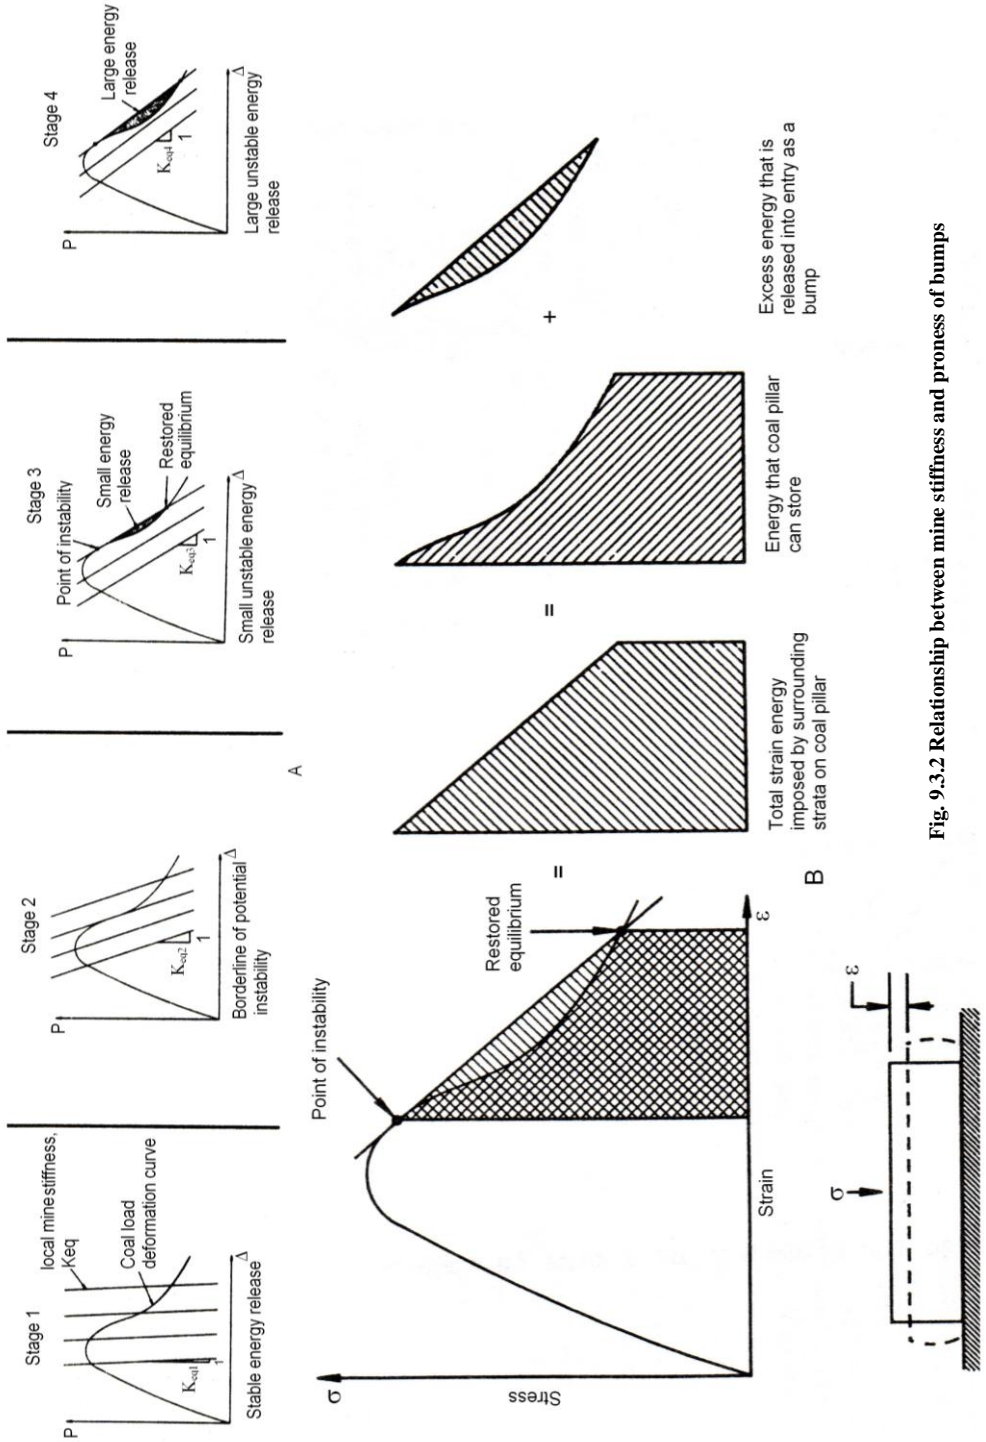 Stage 1
P
local minestiffness,
Keq
Coal load
deformation curve
Keq1
1
Δ
Stable energy release
Stage 2
P
Keq2
1
Δ
Borderline of potential
instability
Stage 3
P
Point of instability
Small energy
release
Restored
equilibrium
Keq3
1
Δ
Small unstable energy
release
Stage 4
P
Large energy
release
Keq4
1
Δ
Large unstable energy
release
A
σ
Stress
Point of instability
Restored
equilibrium
Strain
ε
=
Total strain energy
imposed by surrounding
strata on coal pillar
=
Energy that coal pillar
can store
+
Excess energy that is
released into entry as a
bump
B
σ
ε
Fig. 9.3.2 Relationship between mine stiffness and proness of bumps